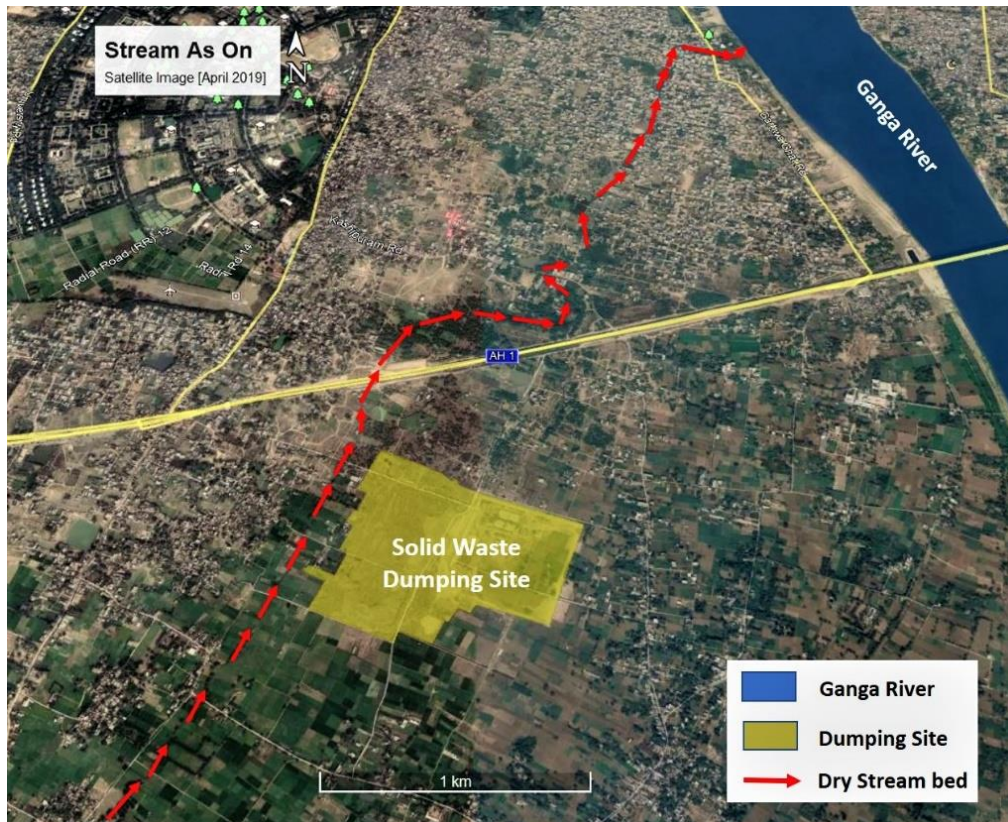 Stream As On
Satellite Image [April 2019]
N
Ganga River
Kashipuram Rd
Radial Road (RR) 12
AH 1
Solid Waste
Dumping Site
Ganga River
Dumping Site
Dry Stream bed
1 km